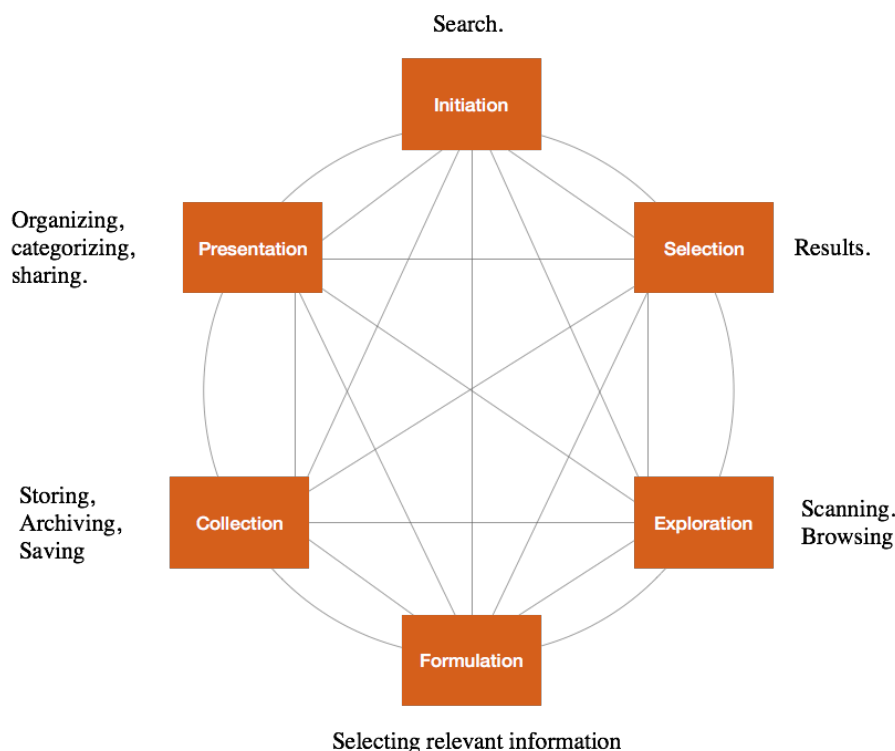 Search.
Initiation
Organizing,
categorizing,
sharing.
Presentation
Selection
Results.
Storing,
Archiving,
Saving
Collection
Exploration
Scanning.
Browsing
Formulation
Selecting relevant information